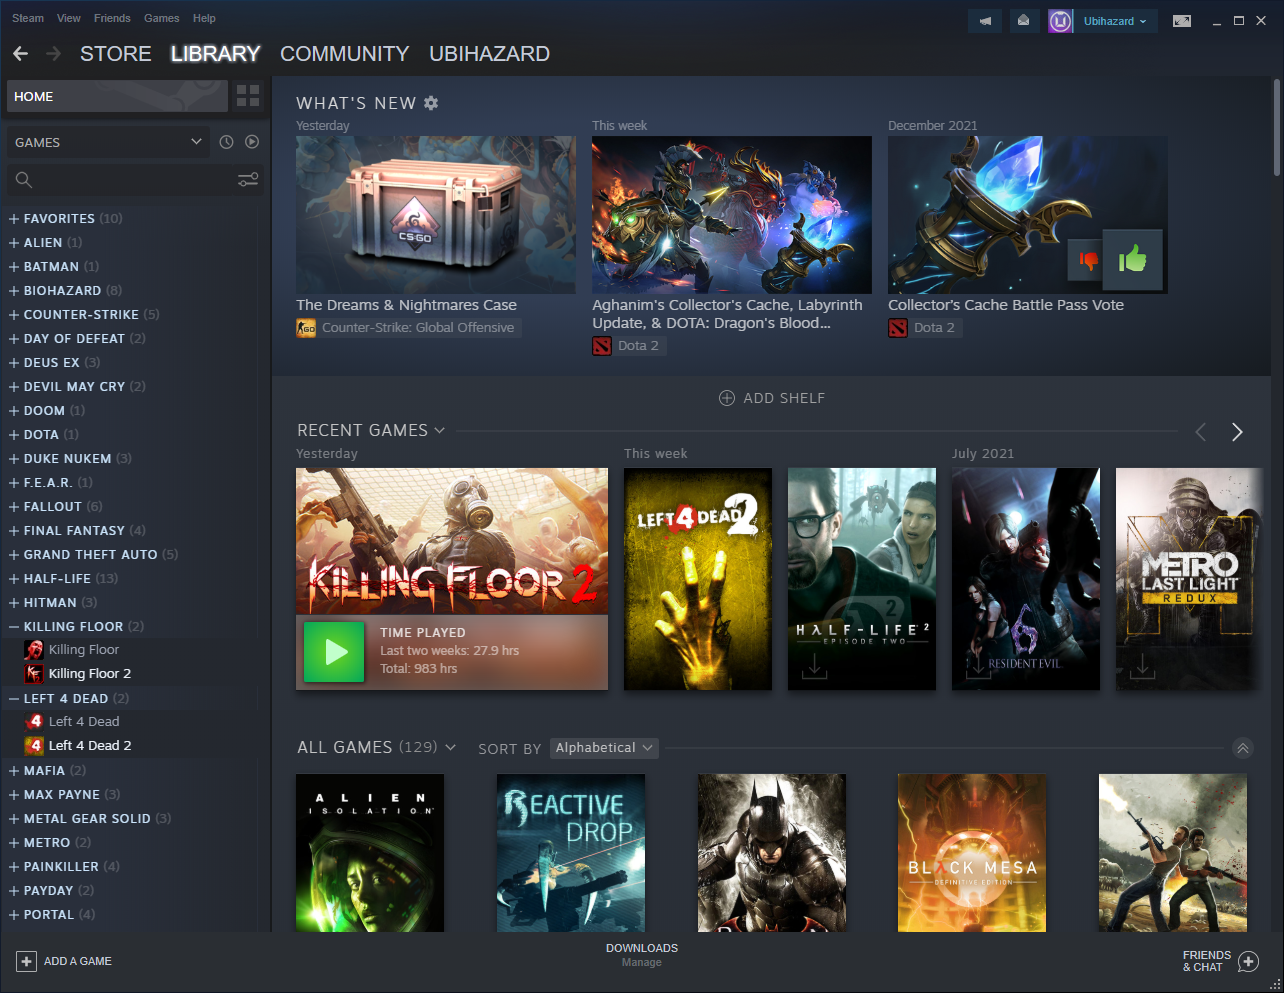 Steam View Friends Games Help
Ubihazard
STORE LIBRARY COMMUNITY UBIHAZARD
HOME
GAMES
FAVORITES (10)
ALIEN (1)
BATMAN (1)
BIOHAZARD (8)
COUNTER-STRIKE (5)
DAY OF DEFEAT (2)
DEUS EX (3)
DEVIL MAY CRY (2)
DOOM (1)
DOTA (1)
DUKE NUKEM (3)
F.E.A.R. (1)
FALLOUT (6)
FINAL FANTASY (4)
GRAND THEFT AUTO (5)
HALF-LIFE (13)
HITMAN (3)
KILLING FLOOR (2)
Killing Floor
Killing Floor 2
LEFT 4 DEAD (2)
Left 4 Dead
Left 4 Dead 2
MAFIA (2)
MAX PAYNE (3)
METAL GEAR SOLID (3)
METRO (2)
PAINKILLER (4)
PAYDAY (2)
PORTAL (4)
WHAT'S NEW
Yesterday
CS:GO
The Dreams & Nightmares Case
GO
Counter-Strike: Global Offensive
This week
Aghanim's Collector's Cache, Labyrinth
Update, & DOTA: Dragon's Blood...
Dota 2
December 2021
Collector's Cache Battle Pass Vote
Dota 2
ADD SHELF
RECENT GAMES
Yesterday
KILLING FLOOR 2
TIME PLAYED
Last two weeks: 27.9 hrs
Total: 983 hrs
This week
LEFT 4 DEAD 2
2
HALF-LIFE 2
EPISODE TWO
July 2021
6
RESIDENT EVIL
METRO
LAST LIGHT
REDUX
ALL GAMES (129)
SORT BY Alphabetical
ALIEN
ISOLATION
REACTIVE
DROP
BLACK MESA
DEFINITIVE EDITION
ADD A GAME
DOWNLOADS
Manage
FRIENDS
& CHAT